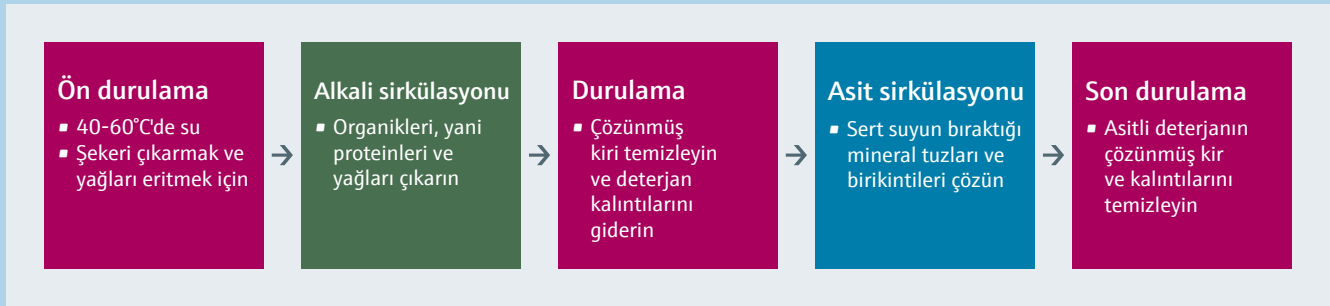 Ön durulama
▪ 40-60°C'de su
▪ Şekeri çıkarmak ve
yağları eritmek için
→
Alkali sirkülasyonu
▪ Organikleri, yani
proteinleri ve
yağları çıkarın
→
Durulama
▪ Çözünmüş
kiri temizleyin
ve deterjan
kalıntılarını
giderin
→
Asit sirkülasyonu
▪ Sert suyun bıraktığı
mineral tuzları ve
birikintileri çözün
→
Son durulama
▪ Asitli deterjanın
çözünmüş kir
ve kalıntılarını
temizleyin